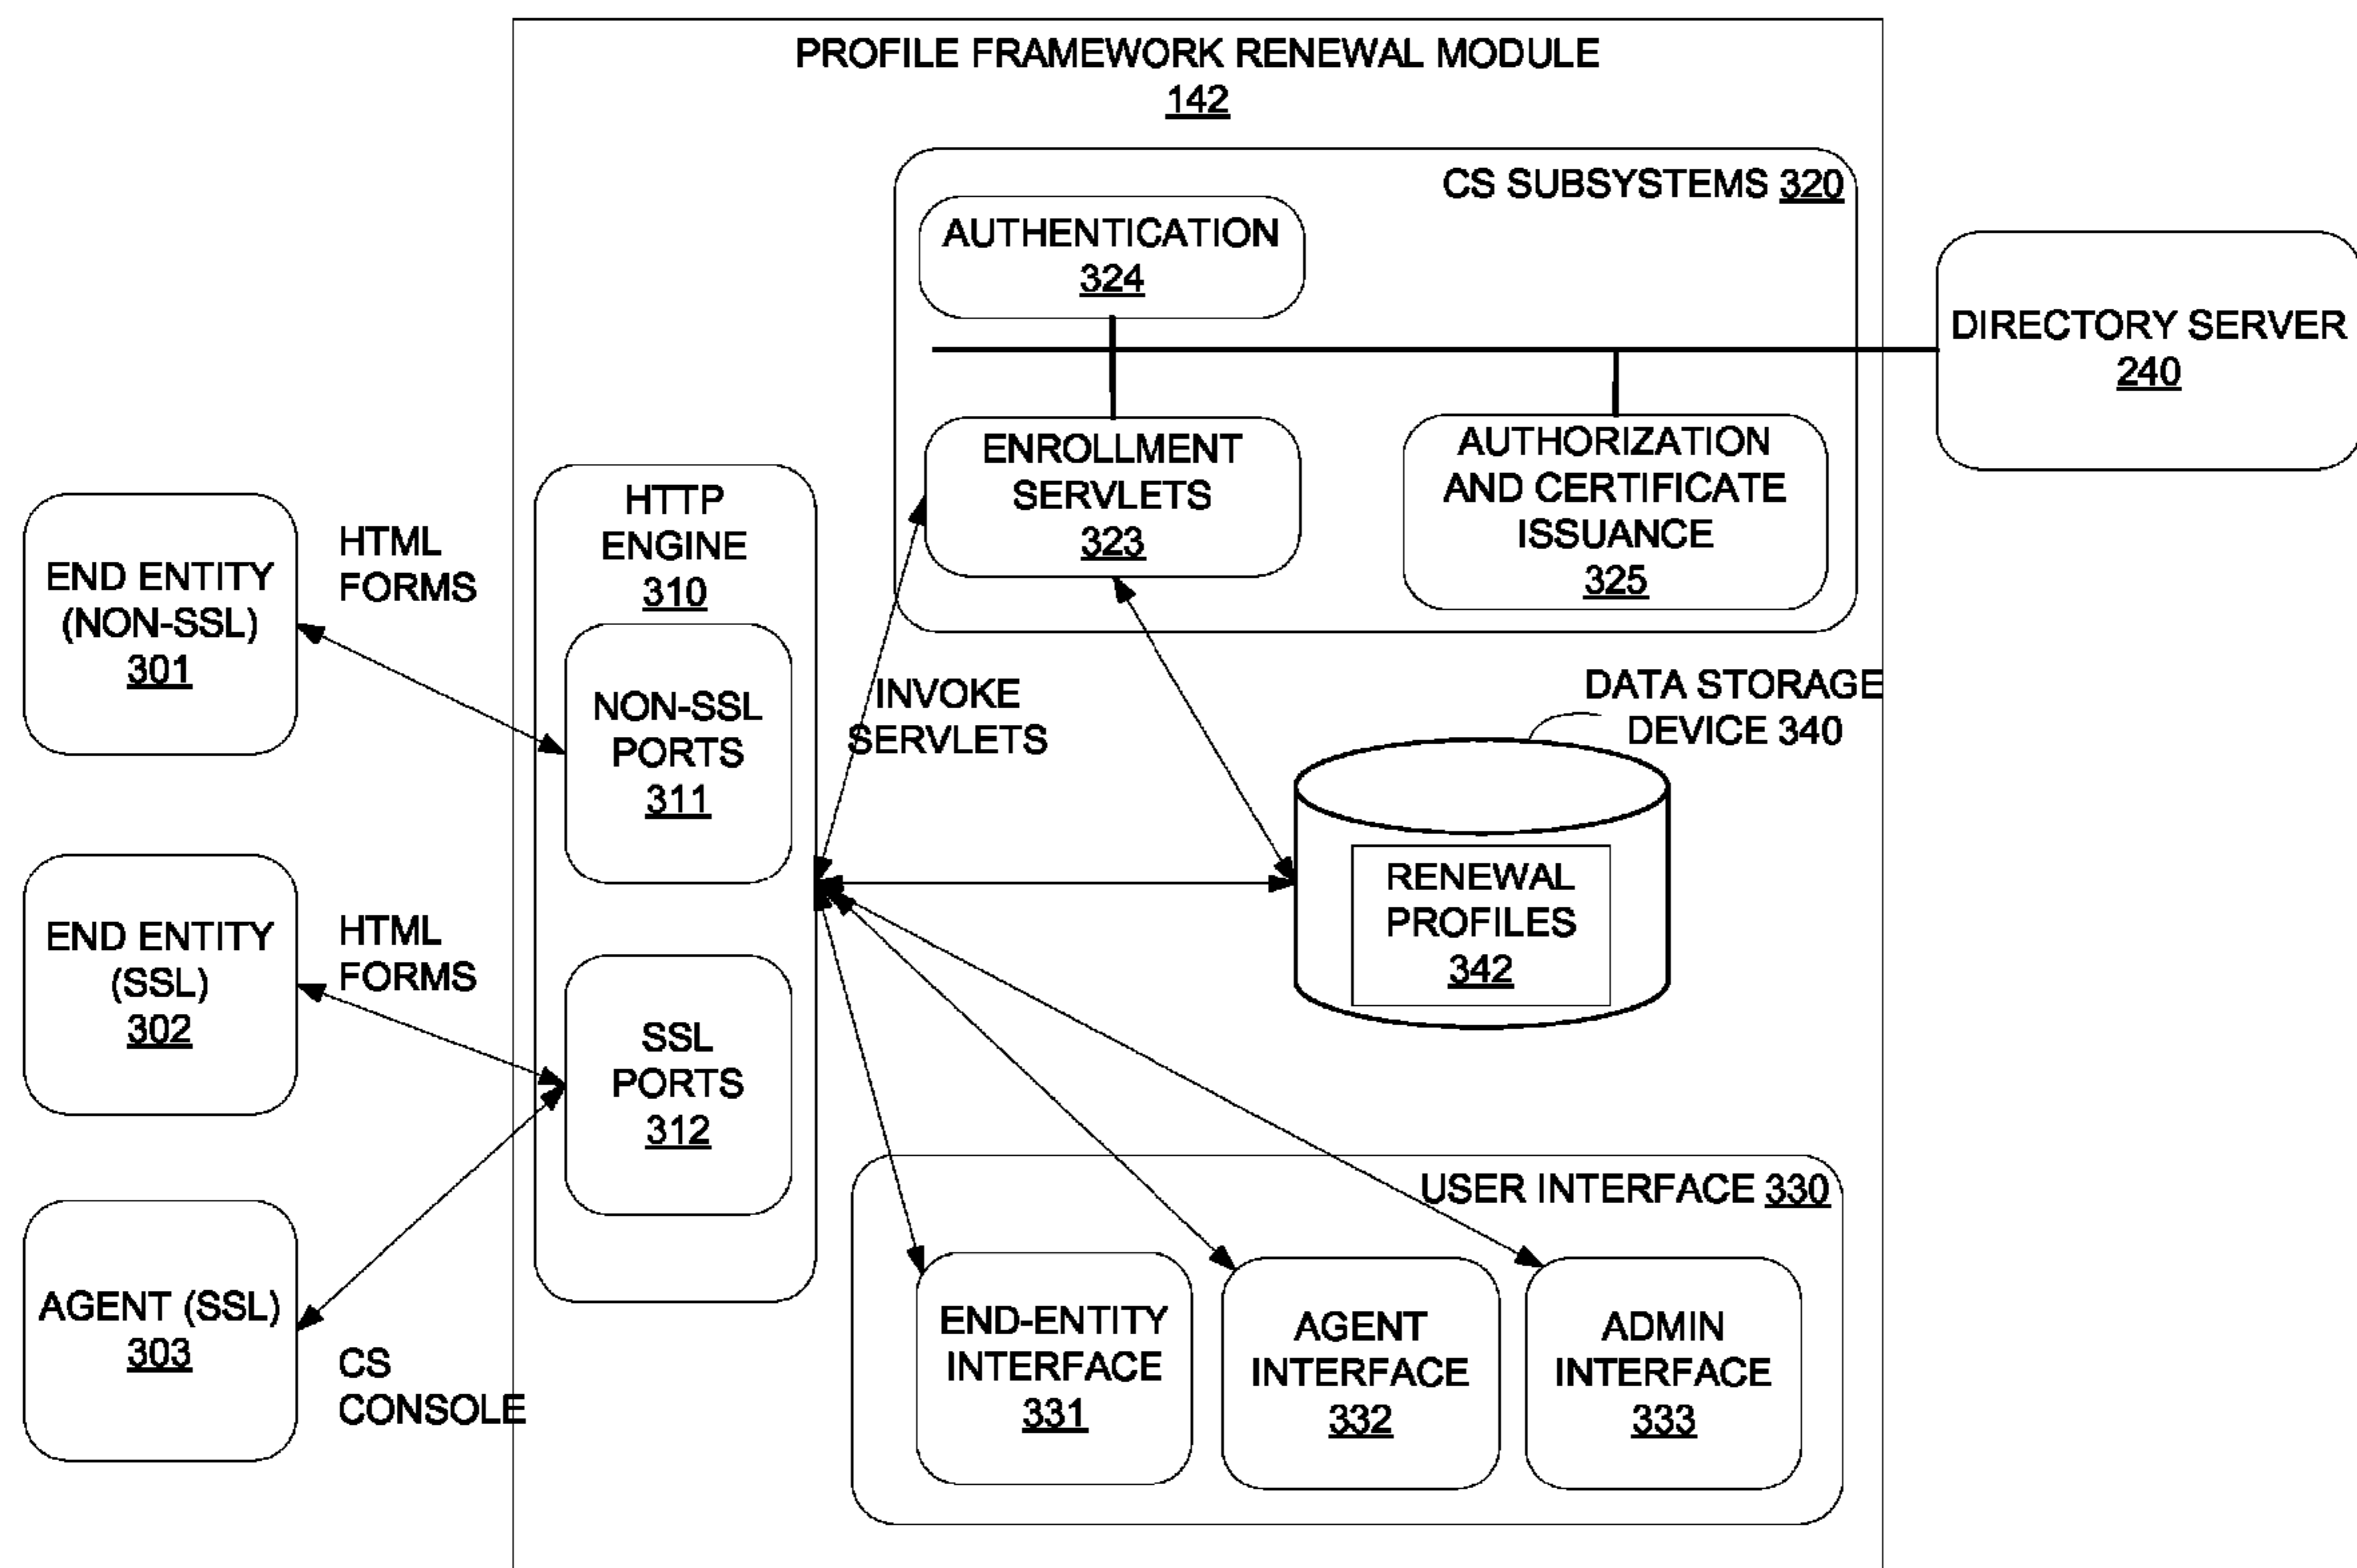 PROFILE FRAMEWORK RENEWAL MODULE
142
CS SUBSYSTEMS 320
AUTHENTICATION
324
DIRECTORY SERVER
240
ENROLLMENT
SERVLETS
323
AUTHORIZATION
AND CERTIFICATE
ISSUANCE
325
HTTP
ENGINE
310
END ENTITY
(NON-SSL)
301
HTML
FORMS
NON-SSL
PORTS
311
INVOKE
SERVLETS
DATA STORAGE
DEVICE 340
RENEWAL
PROFILES
342
END ENTITY
(SSL)
302
HTML
FORMS
SSL
PORTS
312
AGENT (SSL)
303
CS
CONSOLE
USER INTERFACE 330
END-ENTITY
INTERFACE
331
AGENT
INTERFACE
332
ADMIN
INTERFACE
333